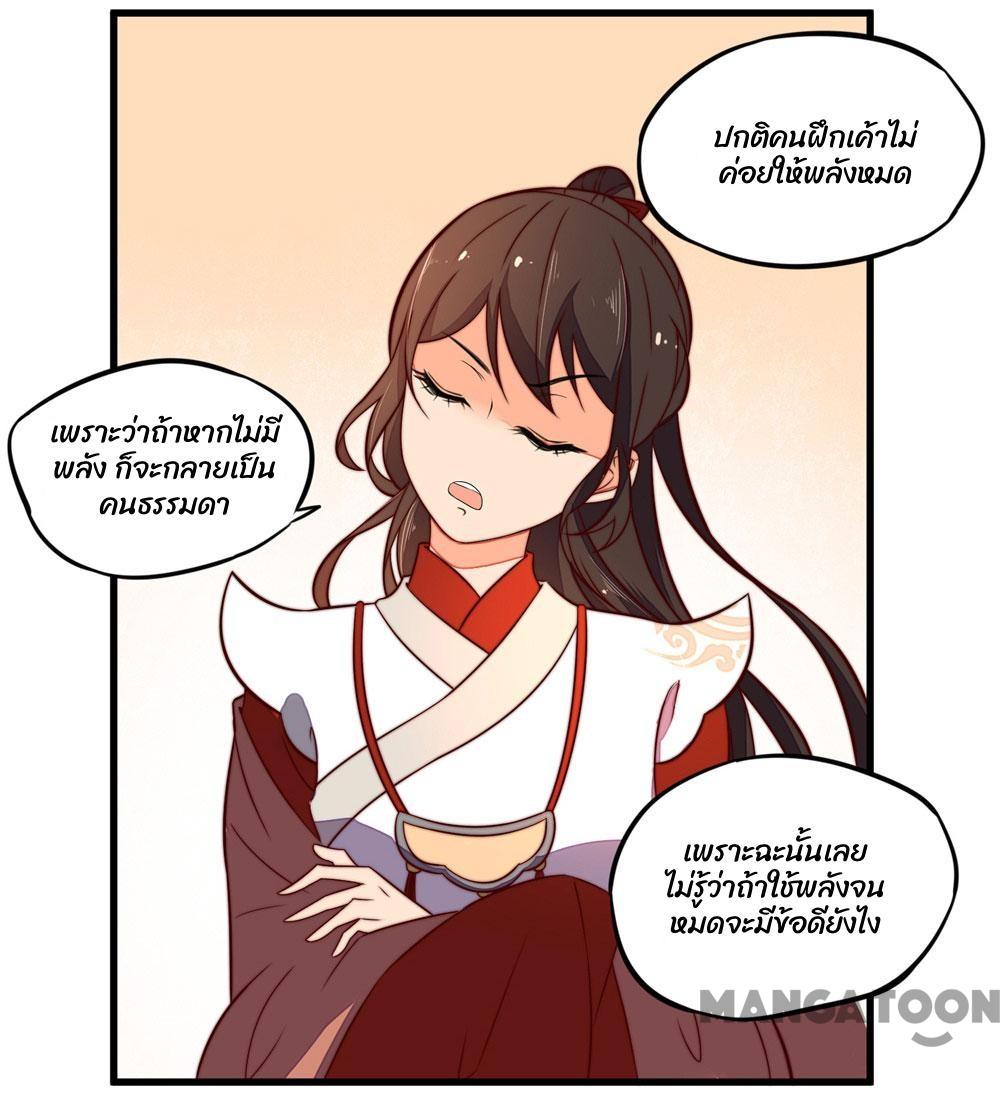 ปกติคนฝึกเค้าไม่
ค่อยให้พลังหมด
เพราะว่าถ้าหากไม่มี
พลัง ก็จะกลายเป็น
คนธรรมดา
เพราะฉะนั้นเลย
ไม่รู้ว่าถ้าใช้พลังจน
หมดจะมีข้อดียังไง
MANGATOON